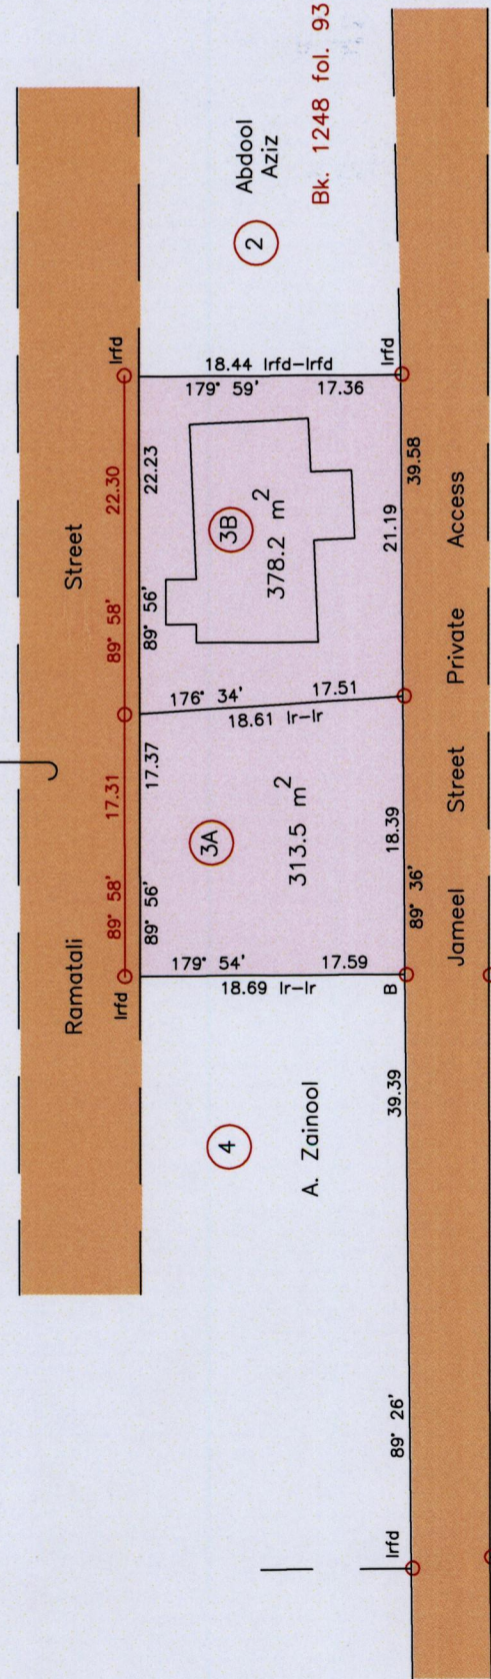 Ramatali Street
Irfd 89° 58' 17.31 89° 58' 22.30 Irfd
89° 56' 17.37 89° 56' 22.23
4
A. Zainool
179° 54' 17.59
18.69 Ir-Ir
3A
313.5 m²
176° 34' 17.51
18.61 Ir-Ir
3B
378.2 m²
18.44 Irfd-Irfd
179° 59' 17.36
2
Abdool
Aziz
Bk. 1248 fol. 93
Irfd 89° 26' 39.39 B 18.39 21.19 Irfd
89° 36' 39.58
Jameel Street Private Access